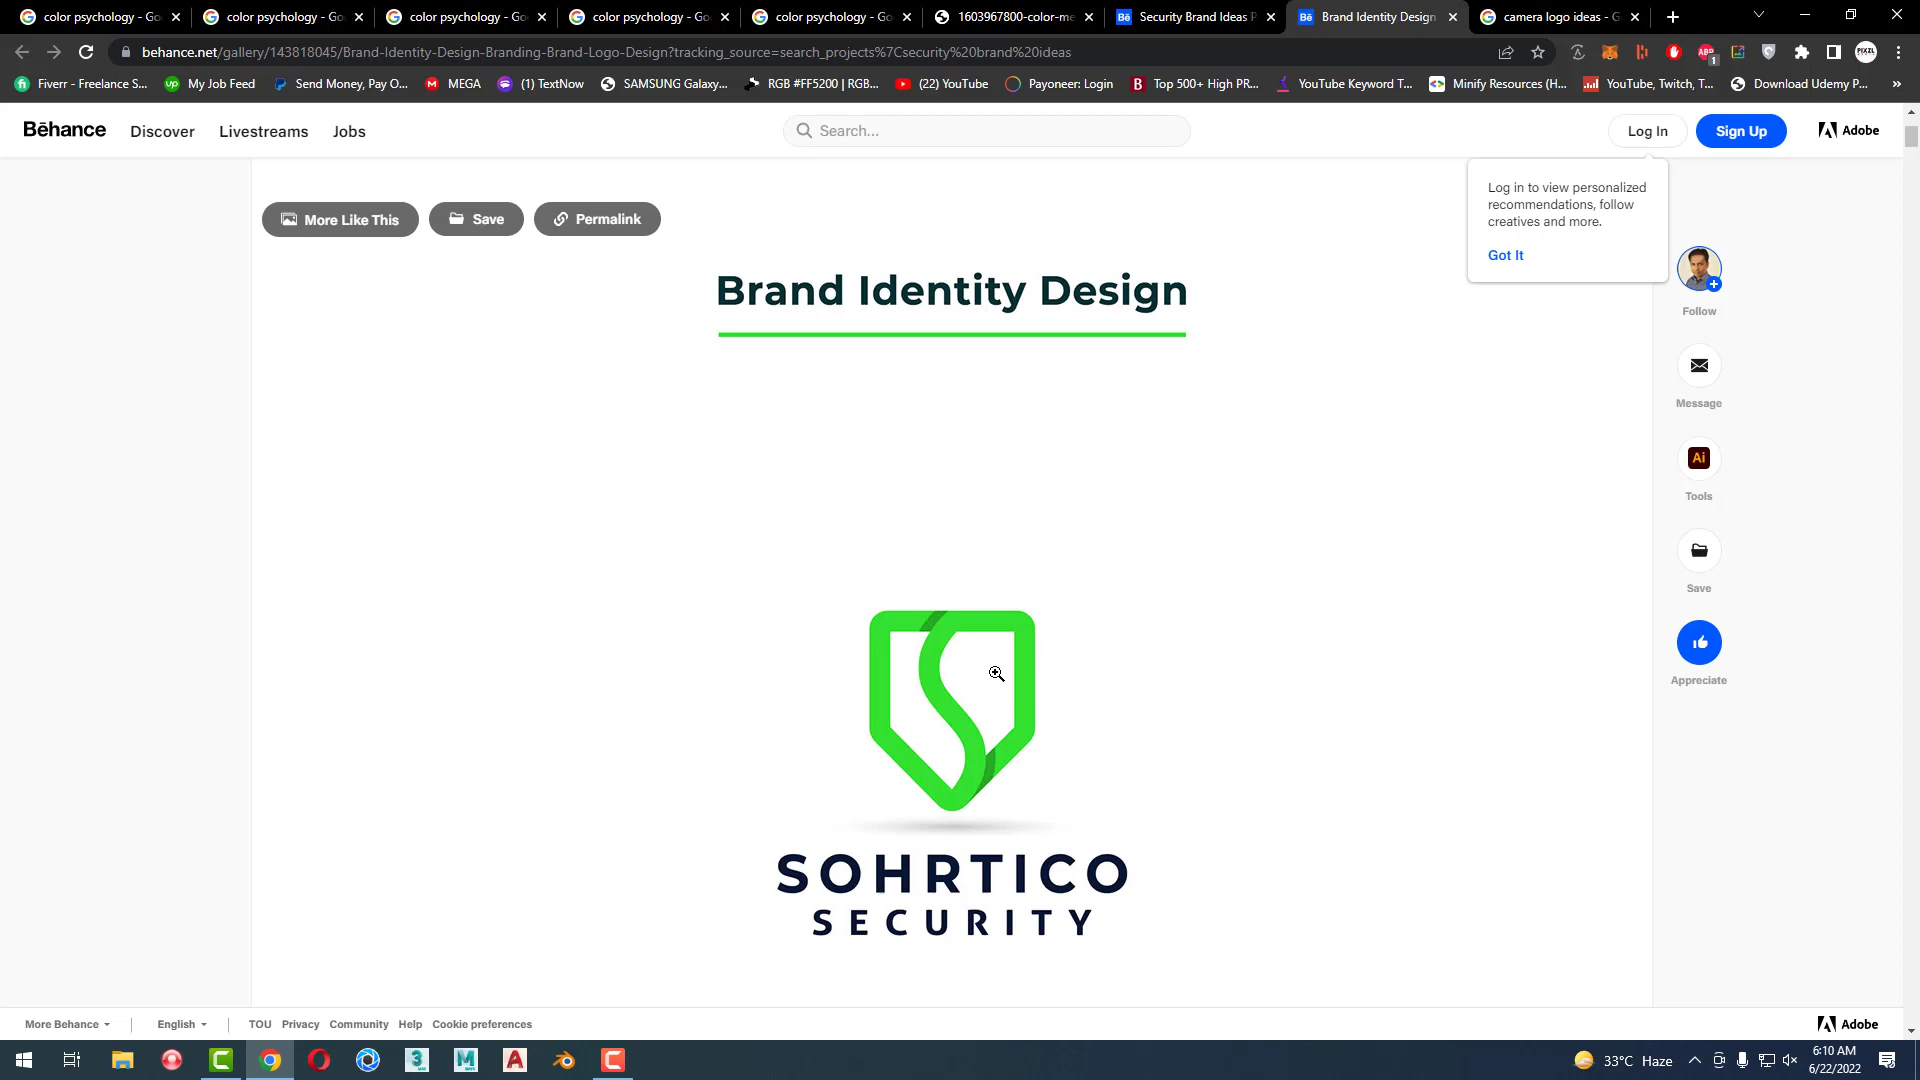 color psychology - Go
color psychology - Go
color psychology - Go
color psychology - Go
color psychology - Go
1603967800-color-me
Security Brand Ideas P
Brand Identity Design
camera logo ideas - G
behance.net/gallery/143818045/Brand-Identity-Design-Branding-Brand-Logo-Design?tracking_source=search_projects%7Csecurity%20brand%20ideas
Fiverr - Freelance S...
My Job Feed
Send Money, Pay O...
MEGA
(1) TextNow
SAMSUNG Galaxy...
RGB #FF5200 | RGB...
(22) YouTube
Payoneer: Login
Top 500+ High PR...
YouTube Keyword T...
Minify Resources (H...
YouTube, Twitch, T...
Download Udemy P...
»
Bēhance
Discover
Livestreams
Jobs
Search...
Log In
Sign Up
Adobe
Log in to view personalized
recommendations, follow
creatives and more.
Got It
More Like This
Save
Permalink
Brand Identity Design
Follow
Message
Ai
Tools
Save
Appreciate
SOHRTICO
SECURITY
More Behance
English
TOU
Privacy
Community
Help
Cookie preferences
Adobe
33°C Haze
6:10 AM
6/22/2022